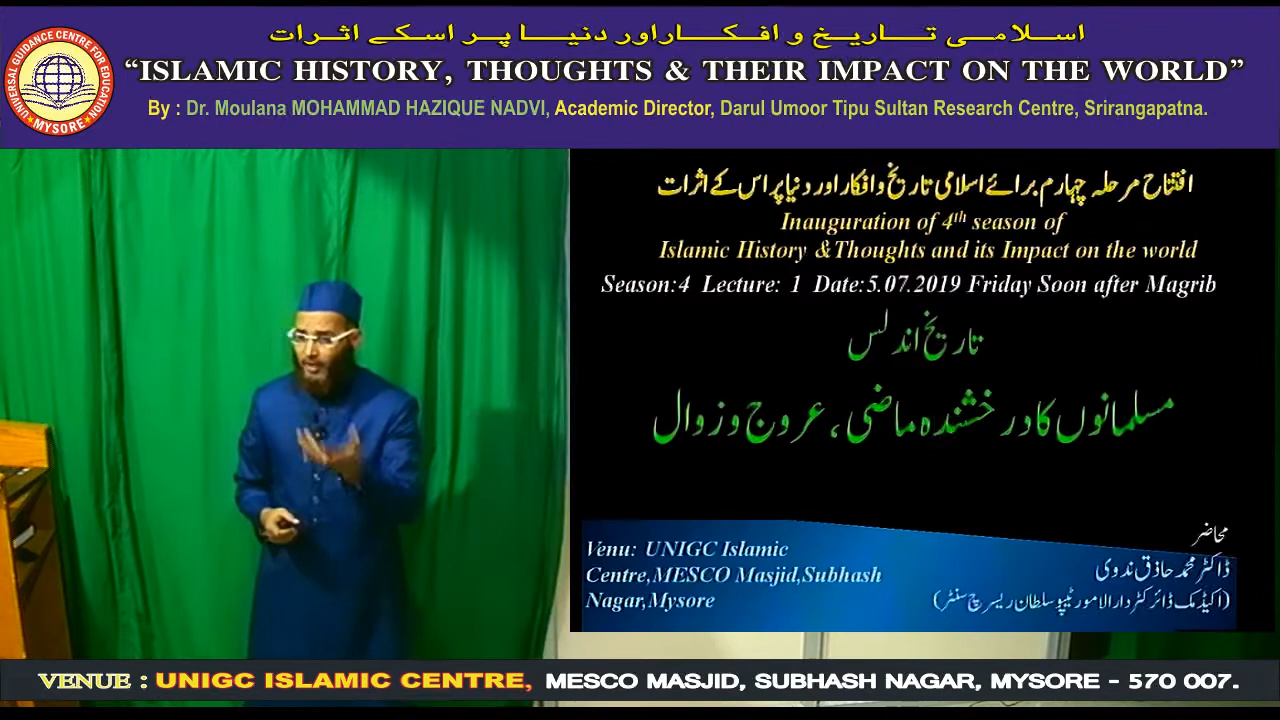 اسلامی تاریخ و افکار اور دنیا پر اسکے اثرات
“ISLAMIC HISTORY, THOUGHTS & THEIR IMPACT ON THE WORLD”
By : Dr. Moulana MOHAMMAD HAZIQUE NADVI, Academic Director, Darul Umoor Tipu Sultan Research Centre, Srirangapatna.
UNIVERSAL GUIDANCE CENTRE FOR EDUCATION
MYSORE
افتتاح مرحلہ چہارم برائے اسلامی تاریخ و افکار اور دنیا پر اس کے اثرات
Inauguration of 4th season of
Islamic History &Thoughts and its Impact on the world
Season:4 Lecture: 1 Date:5.07.2019 Friday Soon after Magrib
تاریخ اندلس
مسلمانوں کا درخشندہ ماضی، عروج و زوال
محاضر
ڈاکٹر محمد حاذق ندوی
(اکیڈمک ڈائرکٹر دارالامور ٹیپو سلطان ریسرچ سنٹر)
Venu: UNIGC Islamic
Centre,MESCO Masjid,Subhash
Nagar,Mysore
VENUE : UNIGC ISLAMIC CENTRE, MESCO MASJID, SUBHASH NAGAR, MYSORE - 570 007.